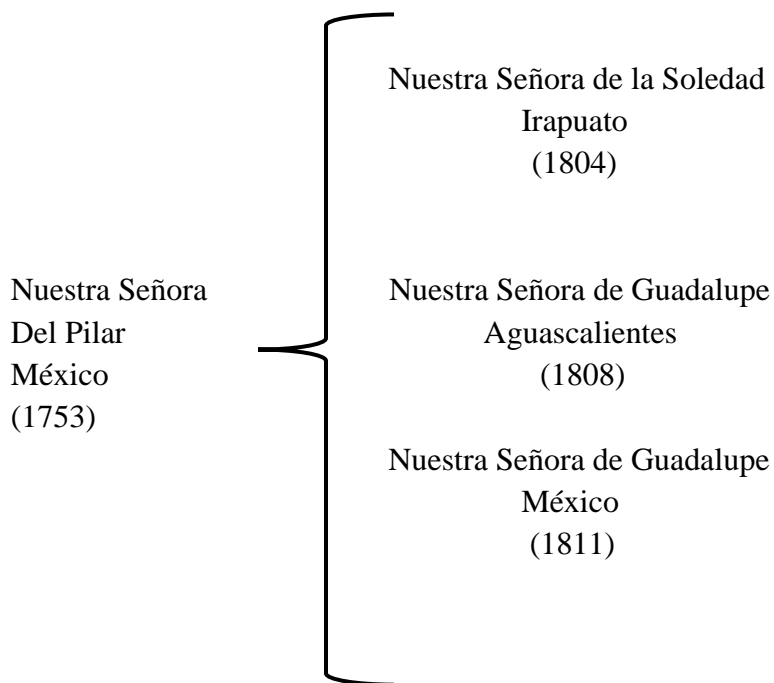 Nuestra Señora de la Soledad
Irapuato
(1804)
Nuestra Señora
Del Pilar
México
(1753)
Nuestra Señora de Guadalupe
Aguascalientes
(1808)
Nuestra Señora de Guadalupe
México
(1811)